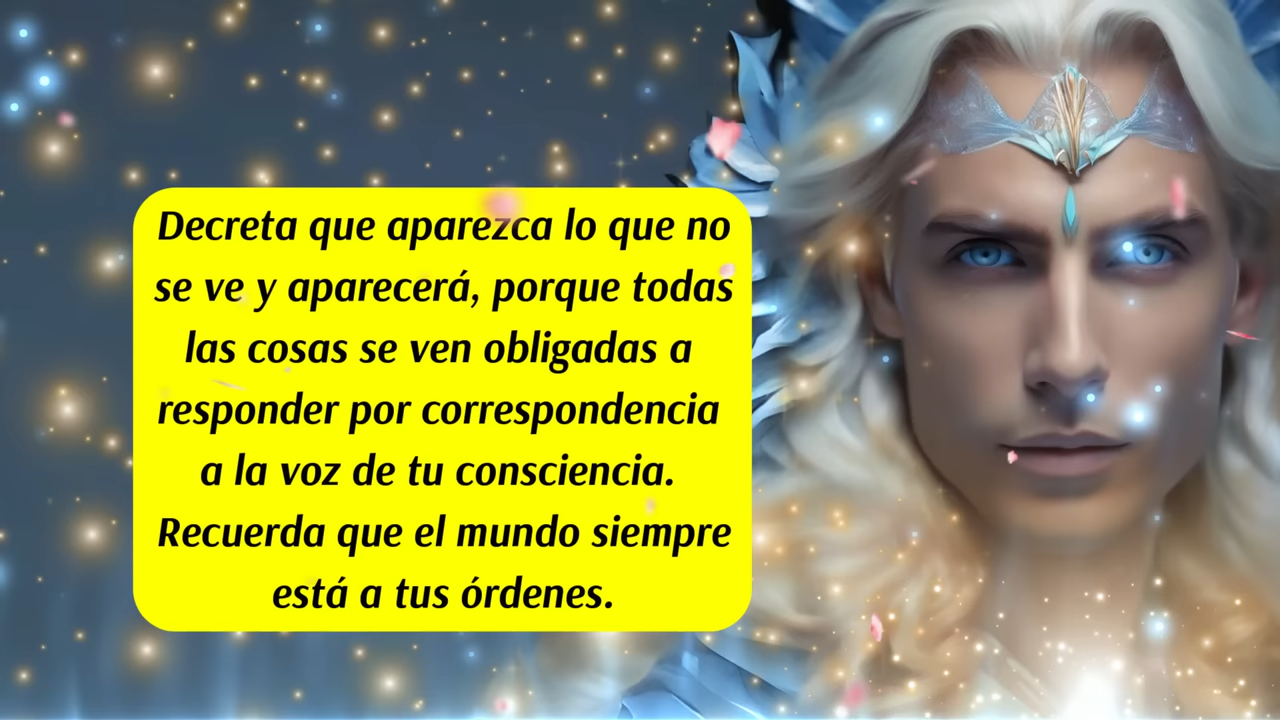 Decreta que aparezca lo que no
se ve y aparecerá, porque todas
las cosas se ven obligadas a
responder por correspondencia
a la voz de tu consciencia.
Recuerda que el mundo siempre
está a tus órdenes.